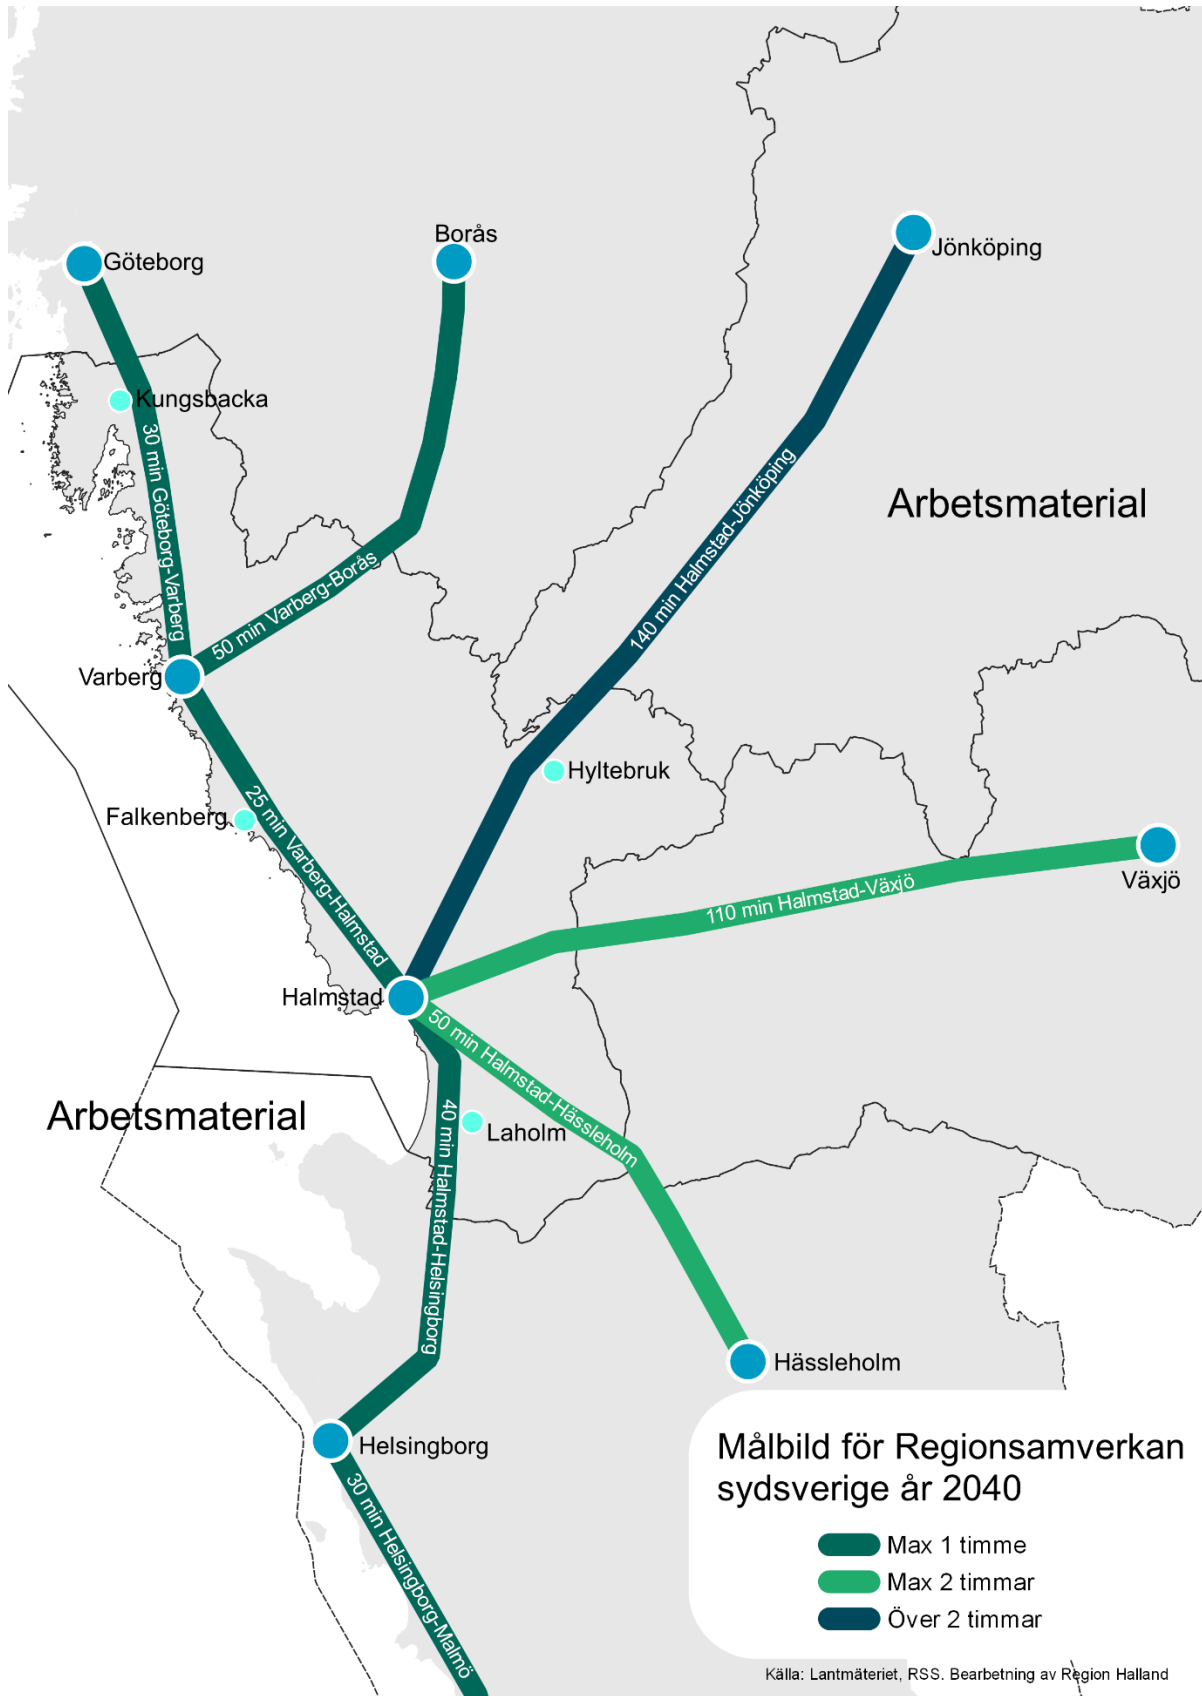 Borås
Jönköping
Göteborg
Kungsbacka
30 min Göteborg-Varberg
Arbetsmaterial
140 min Halmstad-Jönköping
50 min Varberg-Borås
Varberg
Hyltebruk
Falkenberg
25 min Varberg-Halmstad
Växjö
110 min Halmstad-Växjö
Halmstad
50 min Halmstad-Hässleholm
Arbetsmaterial
Laholm
40 min Halmstad-Helsingborg
Hässleholm
Helsingborg
30 min Helsingborg-Malmö
Målbild för Regionsamverkan
sydsverige år 2040
Max 1 timme
Max 2 timmar
Över 2 timmar
Källa: Lantmäteriet, RSS. Bearbetning av Region Halland